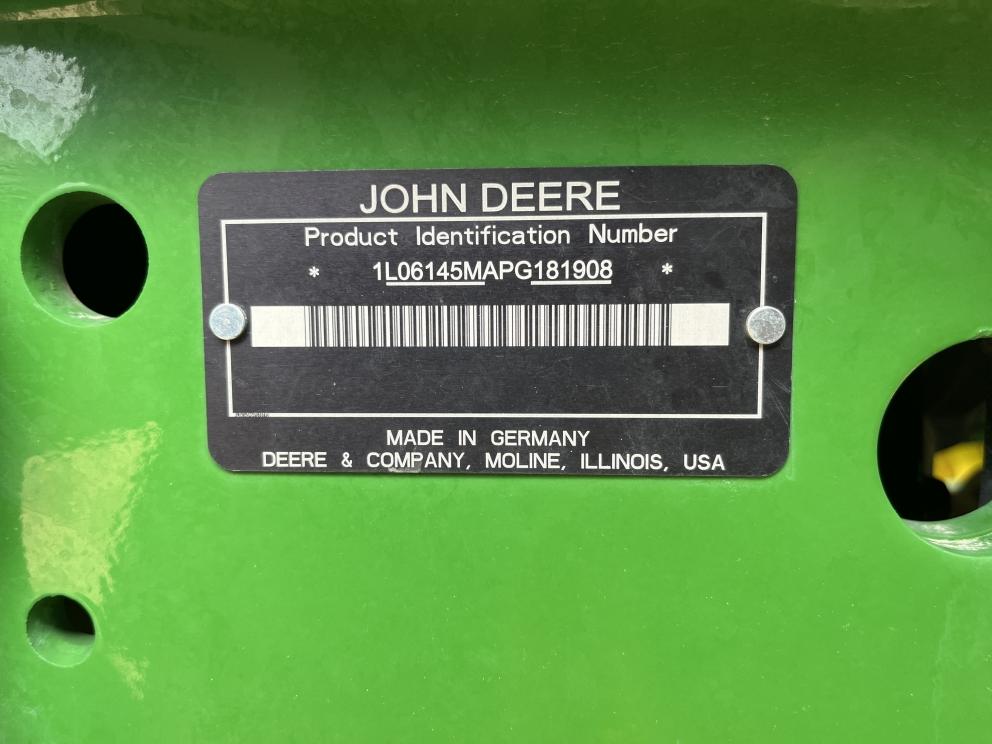 JOHN DEERE
Product Identification Number
* 1L06145MAPG181908 *
MADE IN GERMANY
DEERE & COMPANY, MOLINE, ILLINOIS, USA